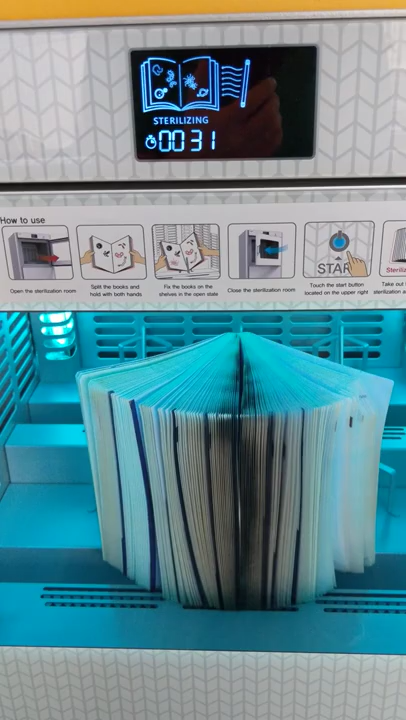 STERILIZING
00 31
How to use
Open the sterilization room
Split the books and
hold with both hands
Fix the books on the
shelves in the open state
Close the sterilization room
START
Touch the start button
located on the upper right
Take out